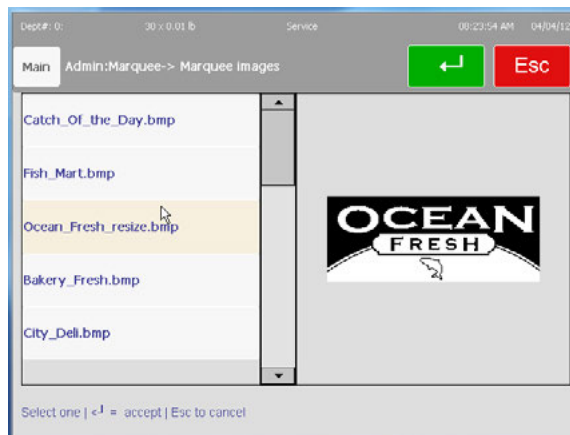 Dept#: 0: 30 x 0.01 lb Service 08:23:54 AM 04/04/12
Main Admin:Marquee-> Marquee images Esc
Catch_Of_the_Day.bmp
Fish_Mart.bmp
Ocean_Fresh_resize.bmp
Bakery_Fresh.bmp
City_Deli.bmp
OCEAN
FRESH
Select one | <┘ = accept | Esc to cancel